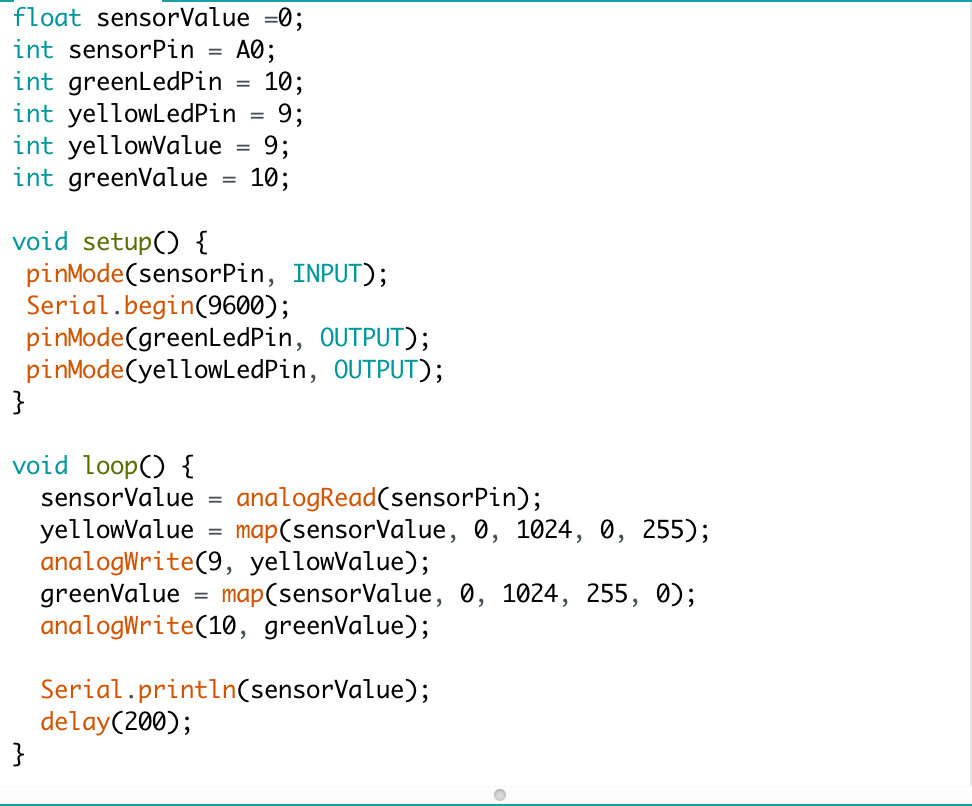 float sensorValue =0;
int sensorPin = A0;
int greenLedPin = 10;
int yellowLedPin = 9;
int yellowValue = 9;
int greenValue = 10;

void setup() {
 pinMode(sensorPin, INPUT);
 Serial.begin(9600);
 pinMode(greenLedPin, OUTPUT);
 pinMode(yellowLedPin, OUTPUT);
}

void loop() {
  sensorValue = analogRead(sensorPin);
  yellowValue = map(sensorValue, 0, 1024, 0, 255);
  analogWrite(9, yellowValue);
  greenValue = map(sensorValue, 0, 1024, 255, 0);
  analogWrite(10, greenValue);

  Serial.println(sensorValue);
  delay(200);
}